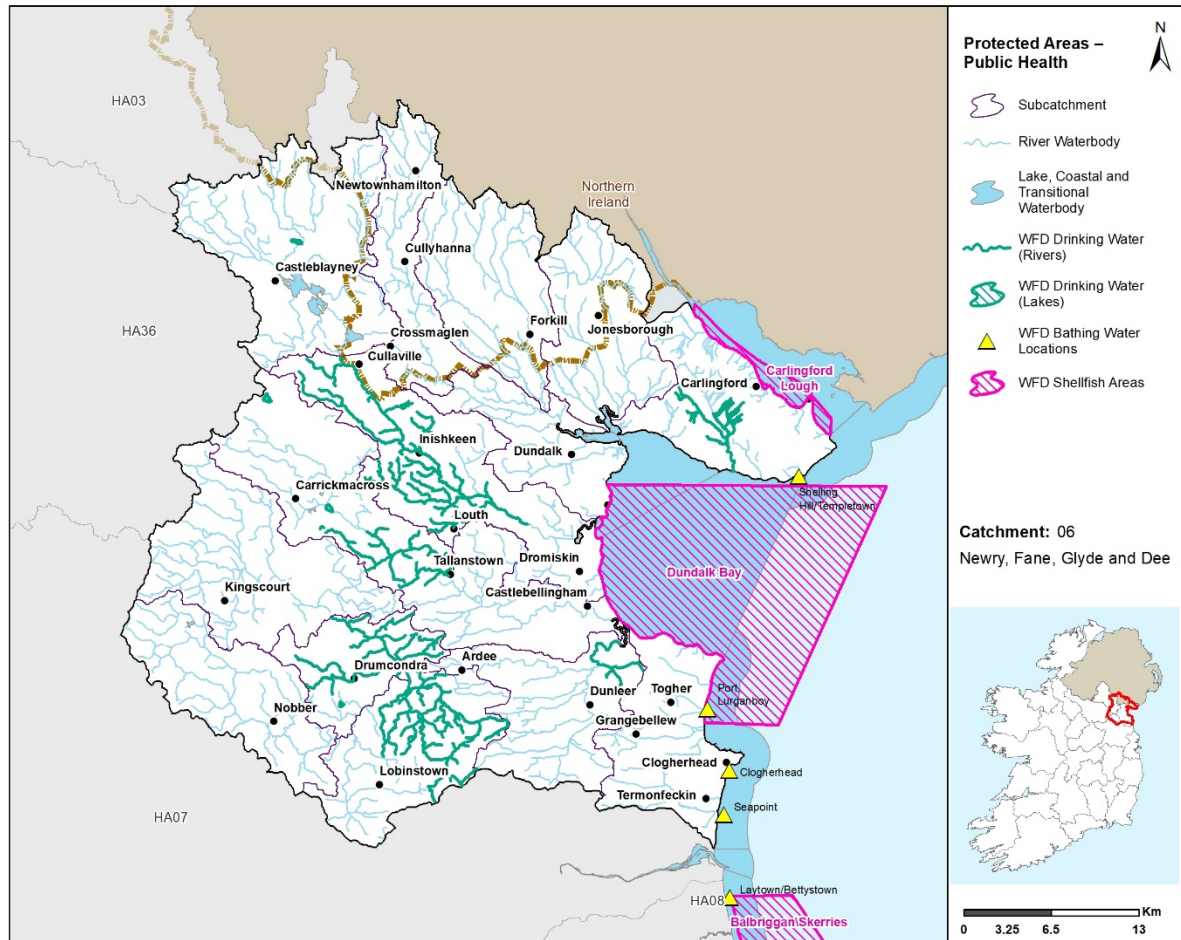 HA03
Northern
Ireland
Newtownhamilton
Cullyhanna
Castleblayney
HA36
Crossmaglen
Forkill
Jonesborough
Cullaville
Carlingford
Carlingford
Lough
Inishkeen
Dundalk
Carrickmacross
Shelling
Hill/Templetown
Louth
Dromiskin
Tallanstown
Dundalk Bay
Kingscourt
Castlebellingham
Drumcondra
Ardee
Nobber
Dunleer
Togher
Port,
Lurganboy
Grangebellew
Clogherhead
Clogherhead
Lobinstown
Termonfeckin
Seapoint
HA07
Laytown/Bettystown
HA08
Balbriggan\Skerries
Protected Areas –
Public Health
N
Subcatchment
River Waterbody
Lake, Coastal and
Transitional
Waterbody
WFD Drinking Water
(Rivers)
WFD Drinking Water
(Lakes)
WFD Bathing Water
Locations
WFD Shellfish Areas
Catchment: 06
Newry, Fane, Glyde and Dee
Km
0 3.25 6.5 13